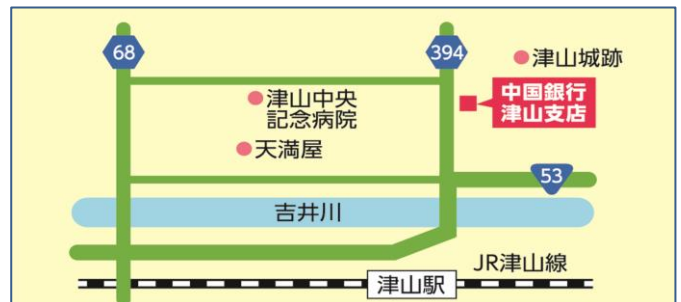 68
394
津山城跡
津山中央
記念病院
中国銀行
津山支店
天満屋
53
吉井川
JR津山線
津山駅